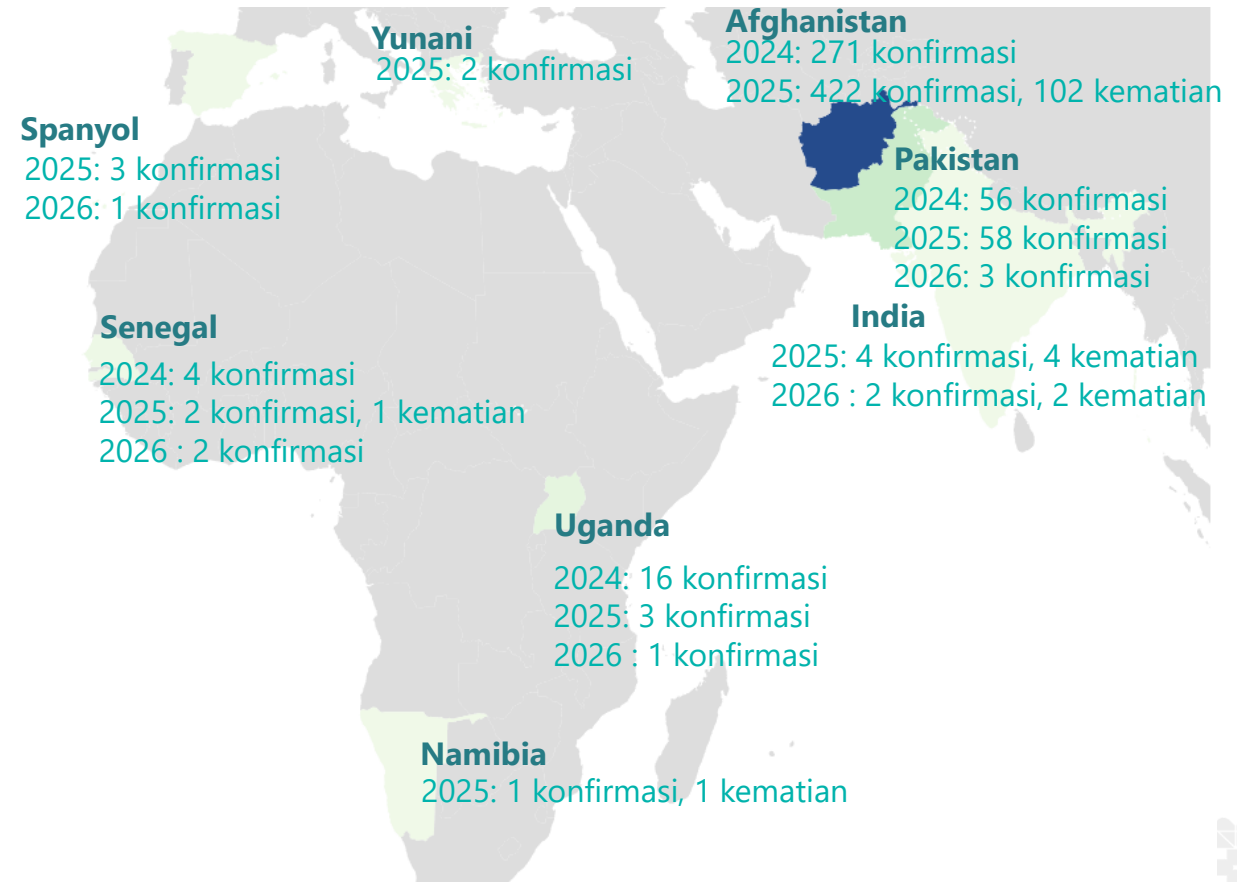 Yunani
2025: 2 konfirmasi
Afghanistan
2024: 271 konfirmasi
2025: 422 konfirmasi, 102 kematian
Spanyol
2025: 3 konfirmasi
2026: 1 konfirmasi
Pakistan
2024: 56 konfirmasi
2025: 58 konfirmasi
2026: 3 konfirmasi
India
2025: 4 konfirmasi, 4 kematian
2026 : 2 konfirmasi, 2 kematian
Senegal
2024: 4 konfirmasi
2025: 2 konfirmasi, 1 kematian
2026 : 2 konfirmasi
Uganda
2024: 16 konfirmasi
2025: 3 konfirmasi
2026 : 1 konfirmasi
Namibia
2025: 1 konfirmasi, 1 kematian